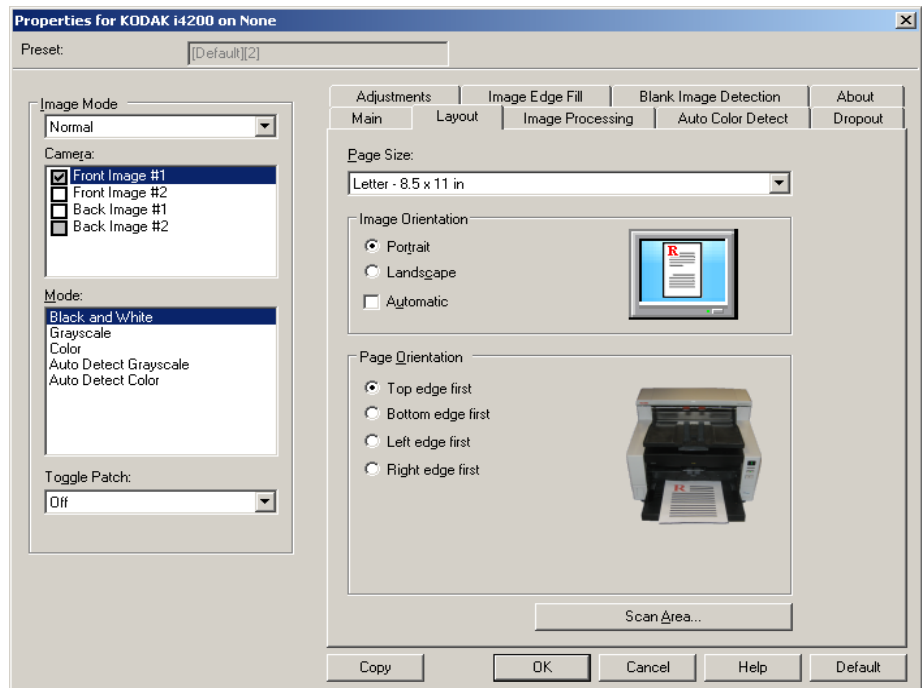 Properties for KODAK i4200 on None
Preset:
[Default][2]
Image Mode
Normal
Camera:
Front Image #1
Front Image #2
Back Image #1
Back Image #2
Mode:
Black and White
Grayscale
Color
Auto Detect Grayscale
Auto Detect Color
Toggle Patch:
Off
Adjustments
Image Edge Fill
Blank Image Detection
About
Main
Layout
Image Processing
Auto Color Detect
Dropout
Page Size:
Letter - 8.5 x 11 in
Image Orientation
Portrait
Landscape
Automatic
R
Page Orientation
Top edge first
Bottom edge first
Left edge first
Right edge first
R
Scan Area...
Copy
OK
Cancel
Help
Default